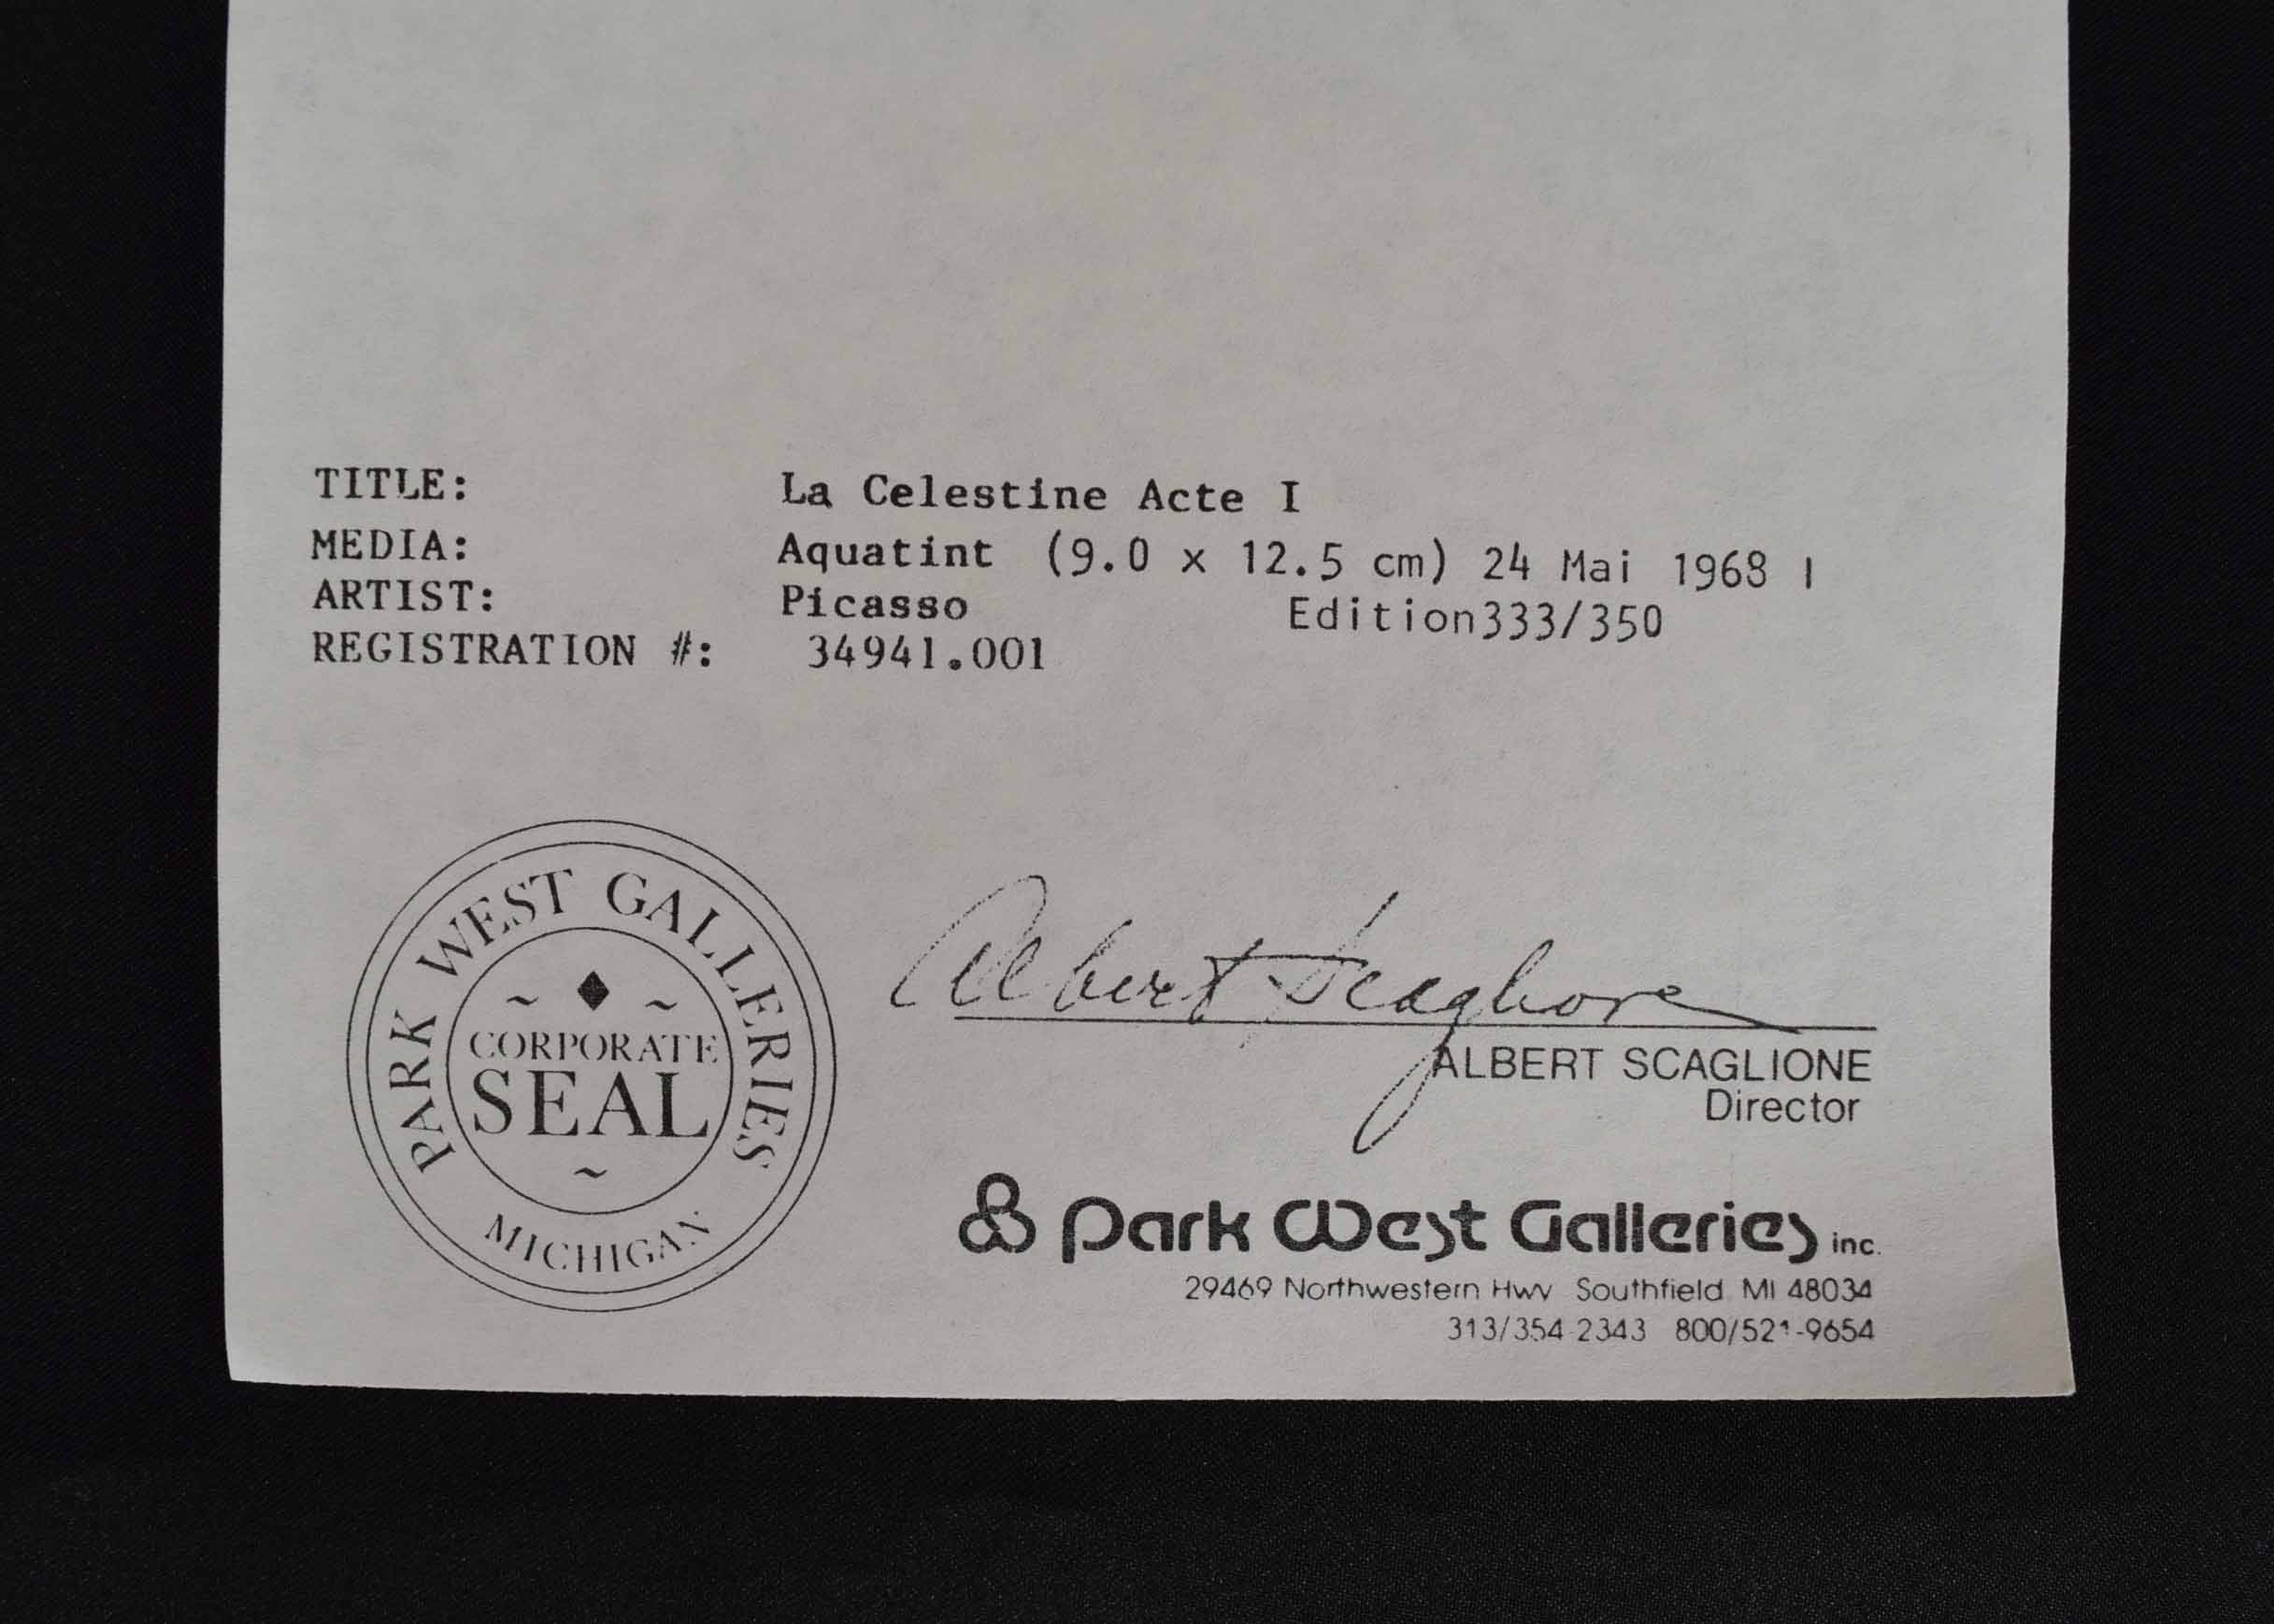 TITLE: La Celestine Acte I
MEDIA: Aquatint (9.0 x 12.5 cm) 24 Mai 1968 I
ARTIST: Picasso Edition333/350
REGISTRATION #: 34941.001
PARK WEST GALLERIES
CORPORATE
SEAL
MICHIGAN
Albert Scaglione
ALBERT SCAGLIONE
Director
Park West Galleries inc.
29469 Northwestern Hwy Southfield MI 48034
313/354-2343 800/521-9654